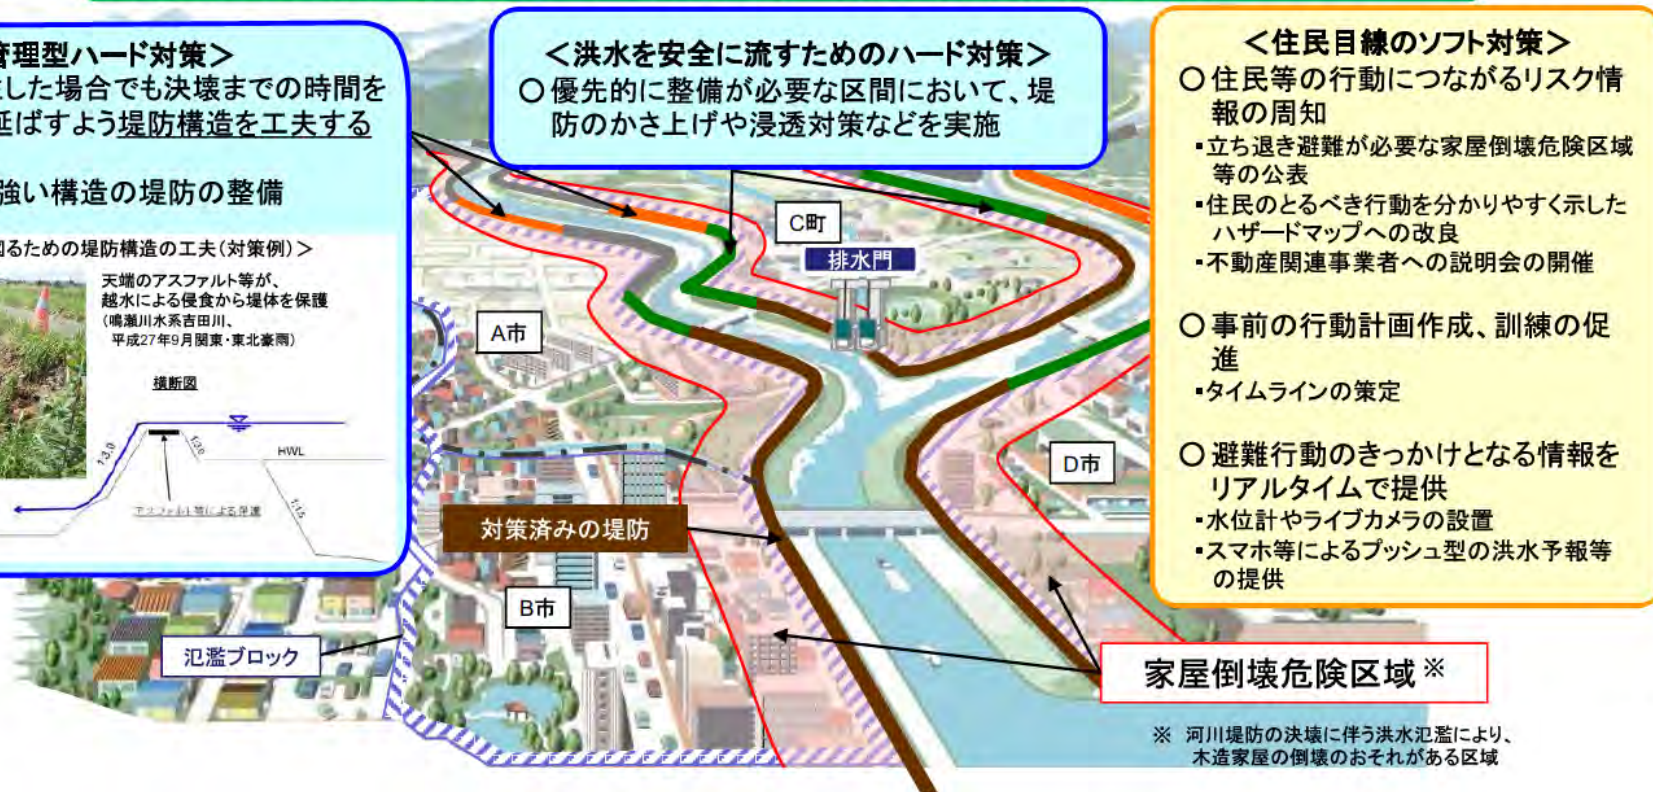 管理型ハード対策＞
した場合でも決壊までの時間を
延ばすよう堤防構造を工夫する
強い構造の堤防の整備
図るための堤防構造の工夫(対策例)＞
天端のアスファルト等が、
越水による侵食から堤体を保護
(鳴瀬川水系吉田川、
平成27年9月関東・東北豪雨)
横断図
1:3.0
1:3.0
HWL
1:1.5
アスファルト等による保護
＜洪水を安全に流すためのハード対策＞
○優先的に整備が必要な区間において、堤
防のかさ上げや浸透対策などを実施
＜住民目線のソフト対策＞
○住民等の行動につながるリスク情
報の周知
・立ち退き避難が必要な家屋倒壊危険区域
等の公表
・住民のとるべき行動を分かりやすく示した
ハザードマップへの改良
・不動産関連事業者への説明会の開催
○事前の行動計画作成、訓練の促
進
・タイムラインの策定
○避難行動のきっかけとなる情報を
リアルタイムで提供
・水位計やライブカメラの設置
・スマホ等によるプッシュ型の洪水予報等
の提供
C町
排水門
A市
D市
対策済みの堤防
B市
氾濫ブロック
家屋倒壊危険区域※
※ 河川堤防の決壊に伴う洪水氾濫により、
木造家屋の倒壊のおそれがある区域